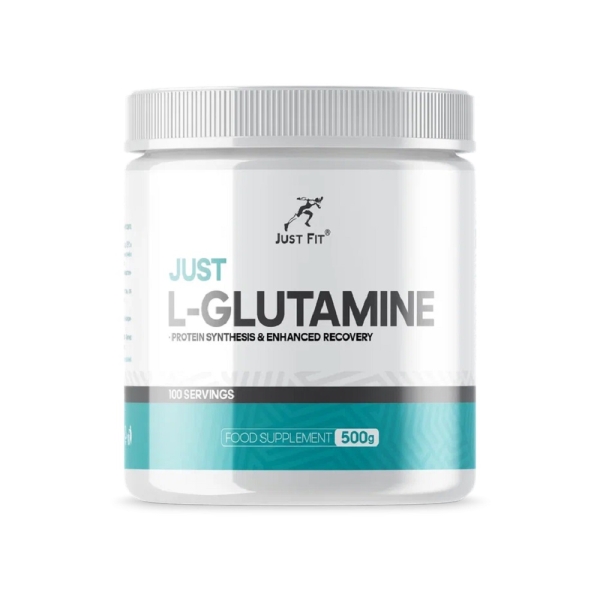 JUST FIT®
JUST
L-GLUTAMINE
-PROTEIN SYNTHESIS & ENHANCED RECOVERY
100 SERVINGS
FOOD SUPPLEMENT 500g